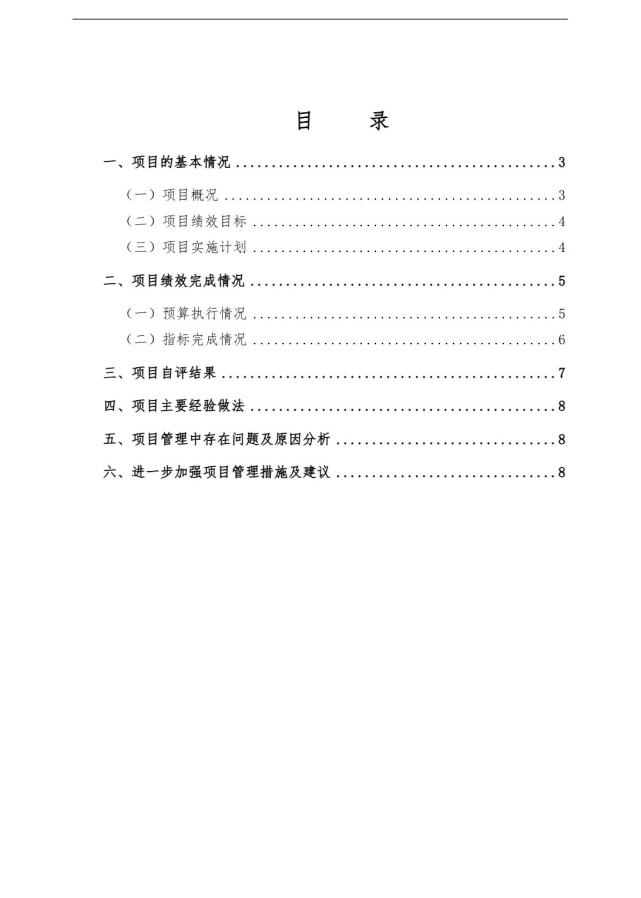 目 录
一、项目的基本情况............................................3
（一）项目概况................................................3
（二）项目绩效目标............................................4
（三）项目实施计划............................................4
二、项目绩效完成情况..........................................5
（一）预算执行情况............................................5
（二）指标完成情况............................................6
三、项目自评结果..............................................7
四、项目主要经验做法..........................................8
五、项目管理中存在问题及原因分析..............................8
六、进一步加强项目管理措施及建议..............................8